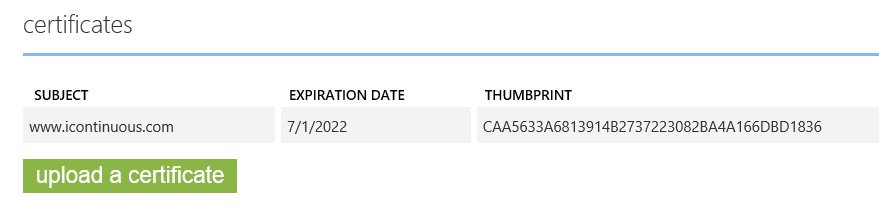 certificates
SUBJECT EXPIRATION DATE THUMBPRINT
www.icontinuous.com 7/1/2022 CAA5633A6813914B2737223082BA4A166DBD1836
upload a certificate